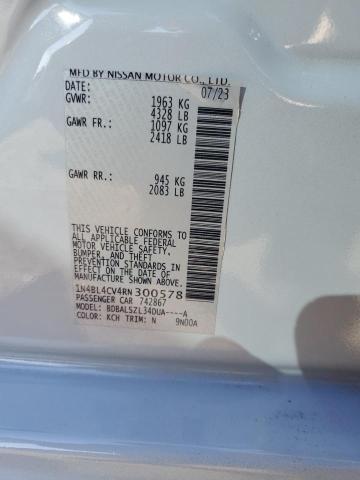 MFD BY NISSAN MOTOR CO., LTD.
DATE: 07/23
GVWR: 1963 KG
4328 LB
GAWR FR.: 1097 KG
2418 LB
GAWR RR.: 945 KG
2083 LB
THIS VEHICLE CONFORMS TO
ALL APPLICABLE FEDERAL
MOTOR VEHICLE SAFETY,
BUMPER, AND THEFT
PREVENTION STANDARDS IN
EFFECT ON THE DATE OF
MANUFACTURE SHOWN ABOVE.
1N4BL4CV4RN300578
PASSENGER CAR 742867
MODEL: BDBALSZL34DUA----A
COLOR: KCH TRIM: N 9N00A